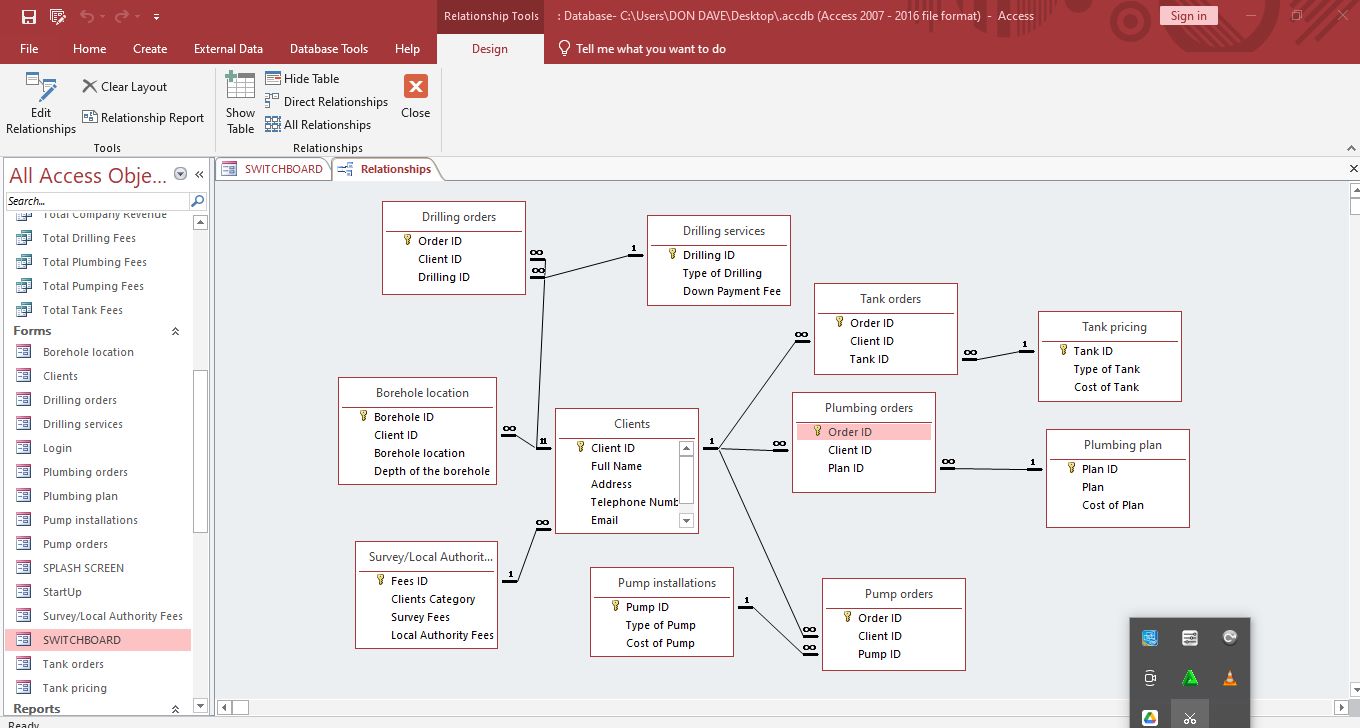 Relationship Tools
: Database- C:\Users\DON DAVE\Desktop\.accdb (Access 2007 - 2016 file format) - Access
Sign in
File Home Create External Data Database Tools Help Design Tell me what you want to do
Edit Relationships
Clear Layout
Relationship Report
Tools
Show Table
Hide Table
Direct Relationships
All Relationships
Relationships
Close
All Access Obje...
Search...
Total Company Revenue
Total Drilling Fees
Total Plumbing Fees
Total Pumping Fees
Total Tank Fees
Forms
Borehole location
Clients
Drilling orders
Drilling services
Login
Plumbing orders
Plumbing plan
Pump installations
Pump orders
SPLASH SCREEN
StartUp
Survey/Local Authority Fees
SWITCHBOARD
Tank orders
Tank pricing
Reports
Ready
SWITCHBOARD
Relationships
Drilling orders
Order ID
Client ID
Drilling ID
∞
∞
1
Drilling services
Drilling ID
Type of Drilling
Down Payment Fee
Tank orders
Order ID
Client ID
Tank ID
∞
∞
1
Tank pricing
Tank ID
Type of Tank
Cost of Tank
Borehole location
Borehole ID
Client ID
Borehole location
Depth of the borehole
∞
11
Clients
Client ID
Full Name
Address
Telephone Numb
Email
1
∞
Plumbing orders
Order ID
Client ID
Plan ID
∞
1
Plumbing plan
Plan ID
Plan
Cost of Plan
Survey/Local Authorit...
Fees ID
Clients Category
Survey Fees
Local Authority Fees
1
∞
Pump installations
Pump ID
Type of Pump
Cost of Pump
1
∞
∞
Pump orders
Order ID
Client ID
Pump ID